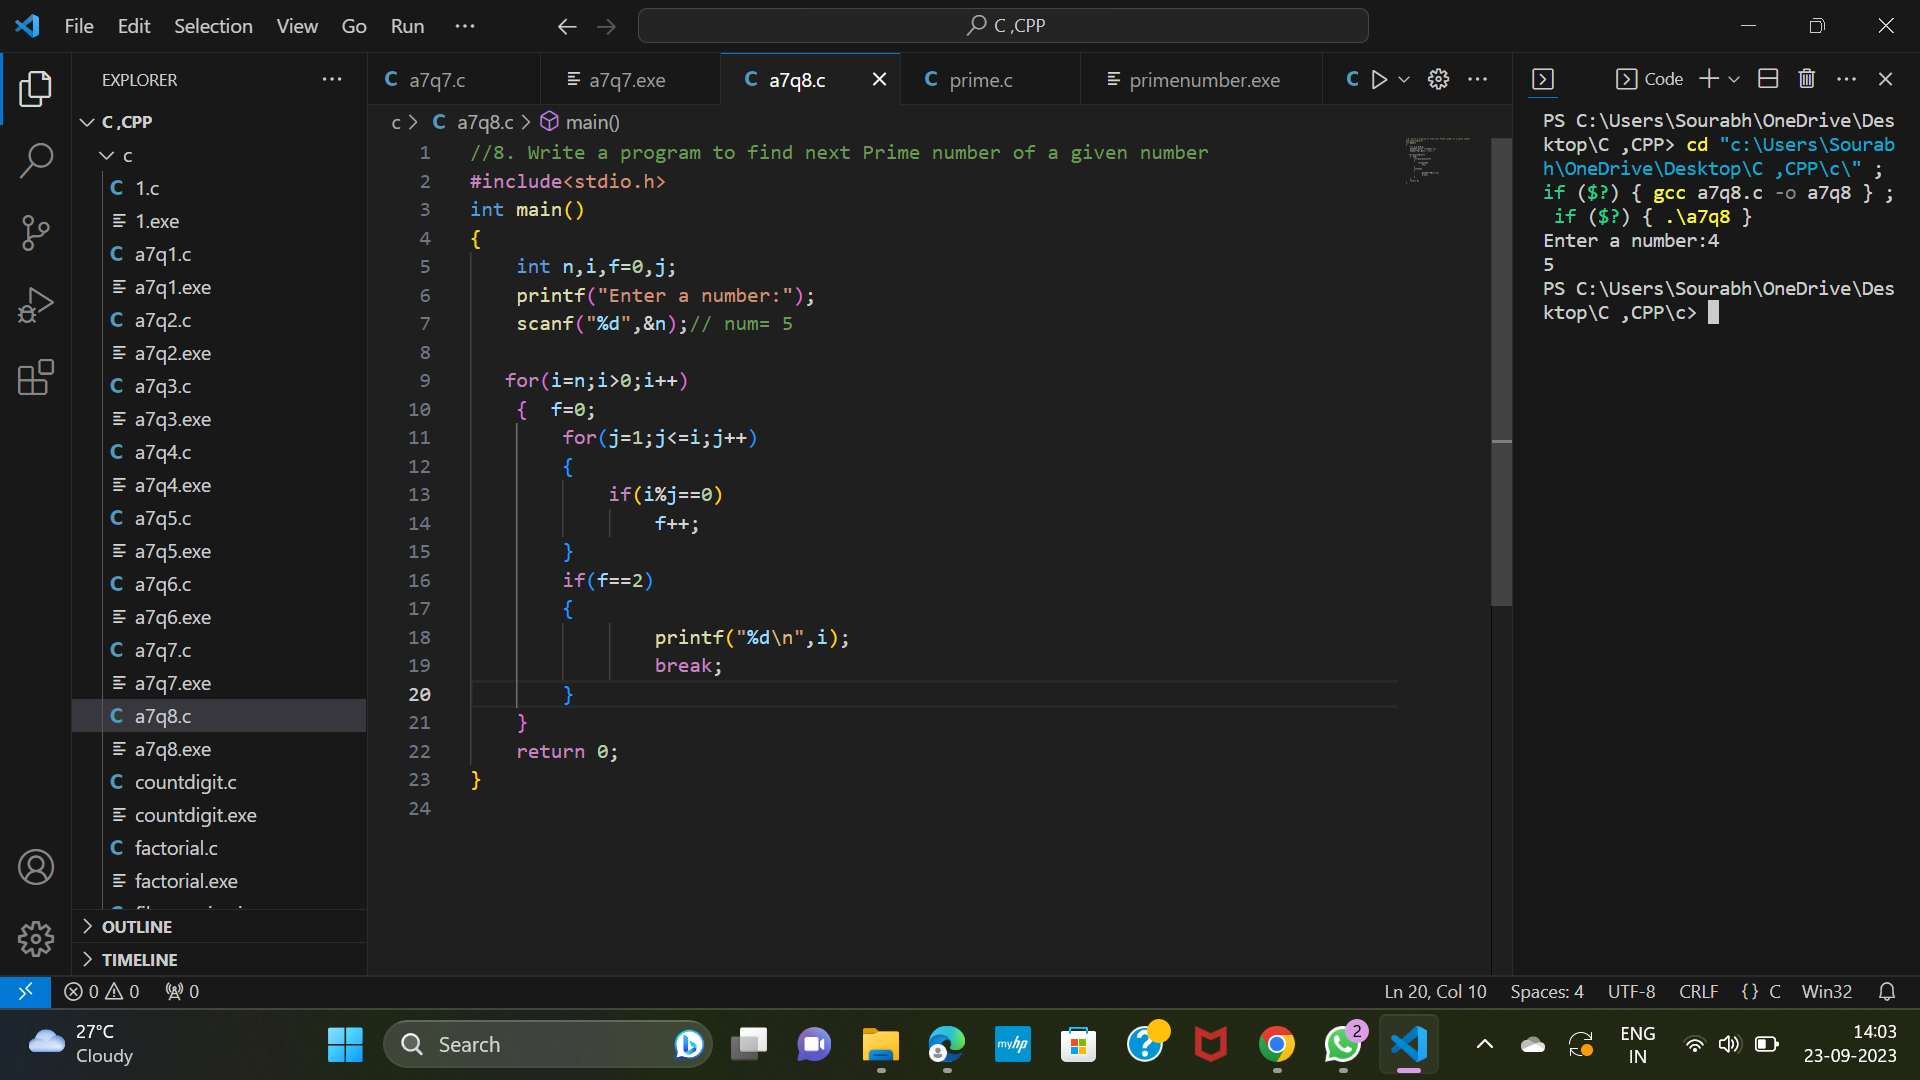 File Edit Selection View Go Run ···
C ,CPP
EXPLORER ···
C a7q7.c
a7q7.exe
C a7q8.c
C prime.c
primenumber.exe
C
Code
C ,CPP
c
C 1.c
1.exe
C a7q1.c
a7q1.exe
C a7q2.c
a7q2.exe
C a7q3.c
a7q3.exe
C a7q4.c
a7q4.exe
C a7q5.c
a7q5.exe
C a7q6.c
a7q6.exe
C a7q7.c
a7q7.exe
C a7q8.c
a7q8.exe
C countdigit.c
countdigit.exe
C factorial.c
factorial.exe
OUTLINE
TIMELINE
c > C a7q8.c > main()
1 //8. Write a program to find next Prime number of a given number
2 #include<stdio.h>
3 int main()
4 {
5 int n,i,f=0,j;
6 printf("Enter a number:");
7 scanf("%d",&n);// num= 5
8
9 for(i=n;i>0;i++)
10 { f=0;
11 for(j=1;j<=i;j++)
12 {
13 if(i%j==0)
14 f++;
15 }
16 if(f==2)
17 {
18 printf("%d\n",i);
19 break;
20 }
21 }
22 return 0;
23 }
24
PS C:\Users\Sourabh\OneDrive\Des
ktop\C ,CPP> cd "c:\Users\Sourab
h\OneDrive\Desktop\C ,CPP\c\" ;
if ($?) { gcc a7q8.c -o a7q8 } ;
if ($?) { .\a7q8 }
Enter a number:4
5
PS C:\Users\Sourabh\OneDrive\Des
ktop\C ,CPP\c>
0 0 0
Ln 20, Col 10 Spaces: 4 UTF-8 CRLF {} C Win32
27°C
Cloudy
Search
myhp
2
ENG
IN
14:03
23-09-2023